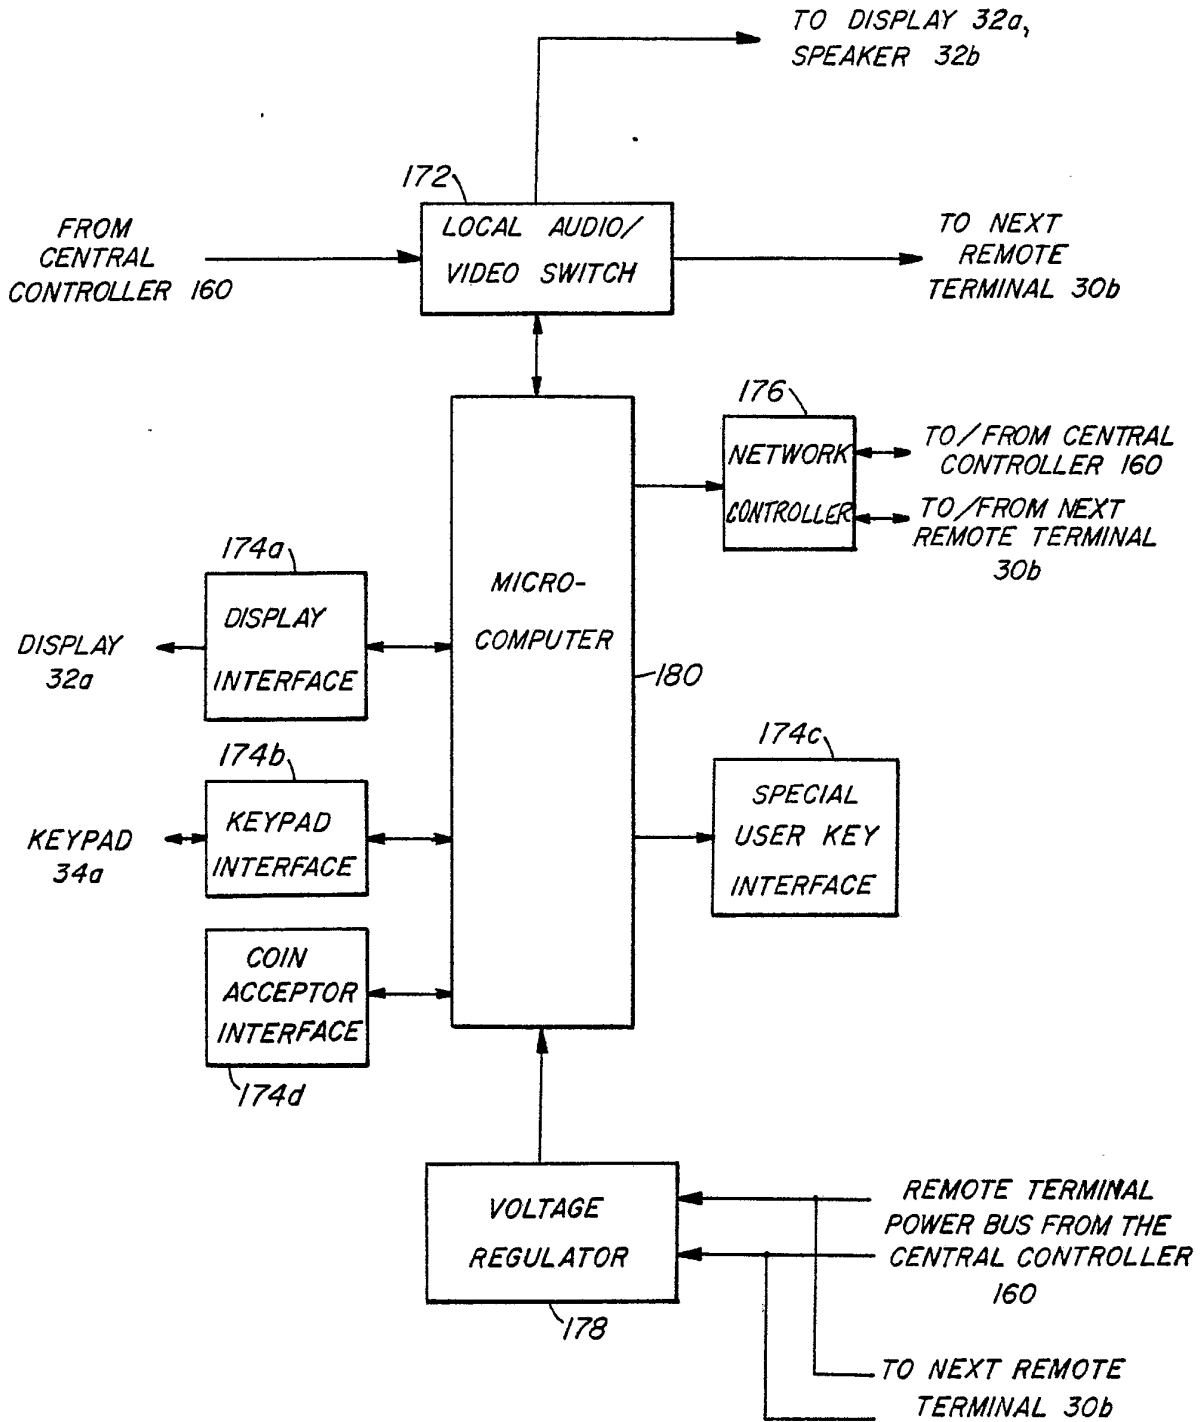 TO DISPLAY 32a,
SPEAKER 32b
172
FROM
CENTRAL
CONTROLLER 160
LOCAL AUDIO/
VIDEO SWITCH
TO NEXT
REMOTE
TERMINAL 30b
176
NETWORK
CONTROLLER
TO/FROM CENTRAL
CONTROLLER 160
TO/FROM NEXT
REMOTE TERMINAL
30b
174a
DISPLAY
INTERFACE
DISPLAY
32a
MICRO-
COMPUTER
180
174b
KEYPAD
INTERFACE
KEYPAD
34a
174c
SPECIAL
USER KEY
INTERFACE
COIN
ACCEPTOR
INTERFACE
174d
VOLTAGE
REGULATOR
178
REMOTE TERMINAL
POWER BUS FROM THE
CENTRAL CONTROLLER
160
TO NEXT REMOTE
TERMINAL 30b